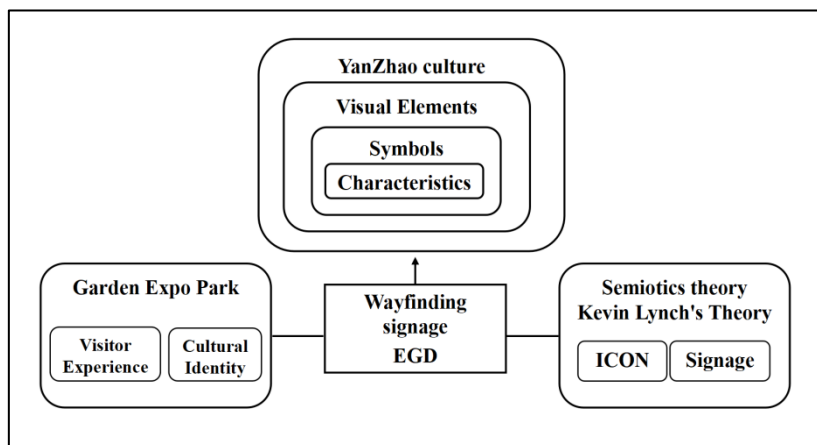 YanZhao culture
Visual Elements
Symbols
Characteristics
Garden Expo Park
Visitor
Experience
Cultural
Identity
Wayfinding
signage
EGD
Semiotics theory
Kevin Lynch's Theory
ICON
Signage